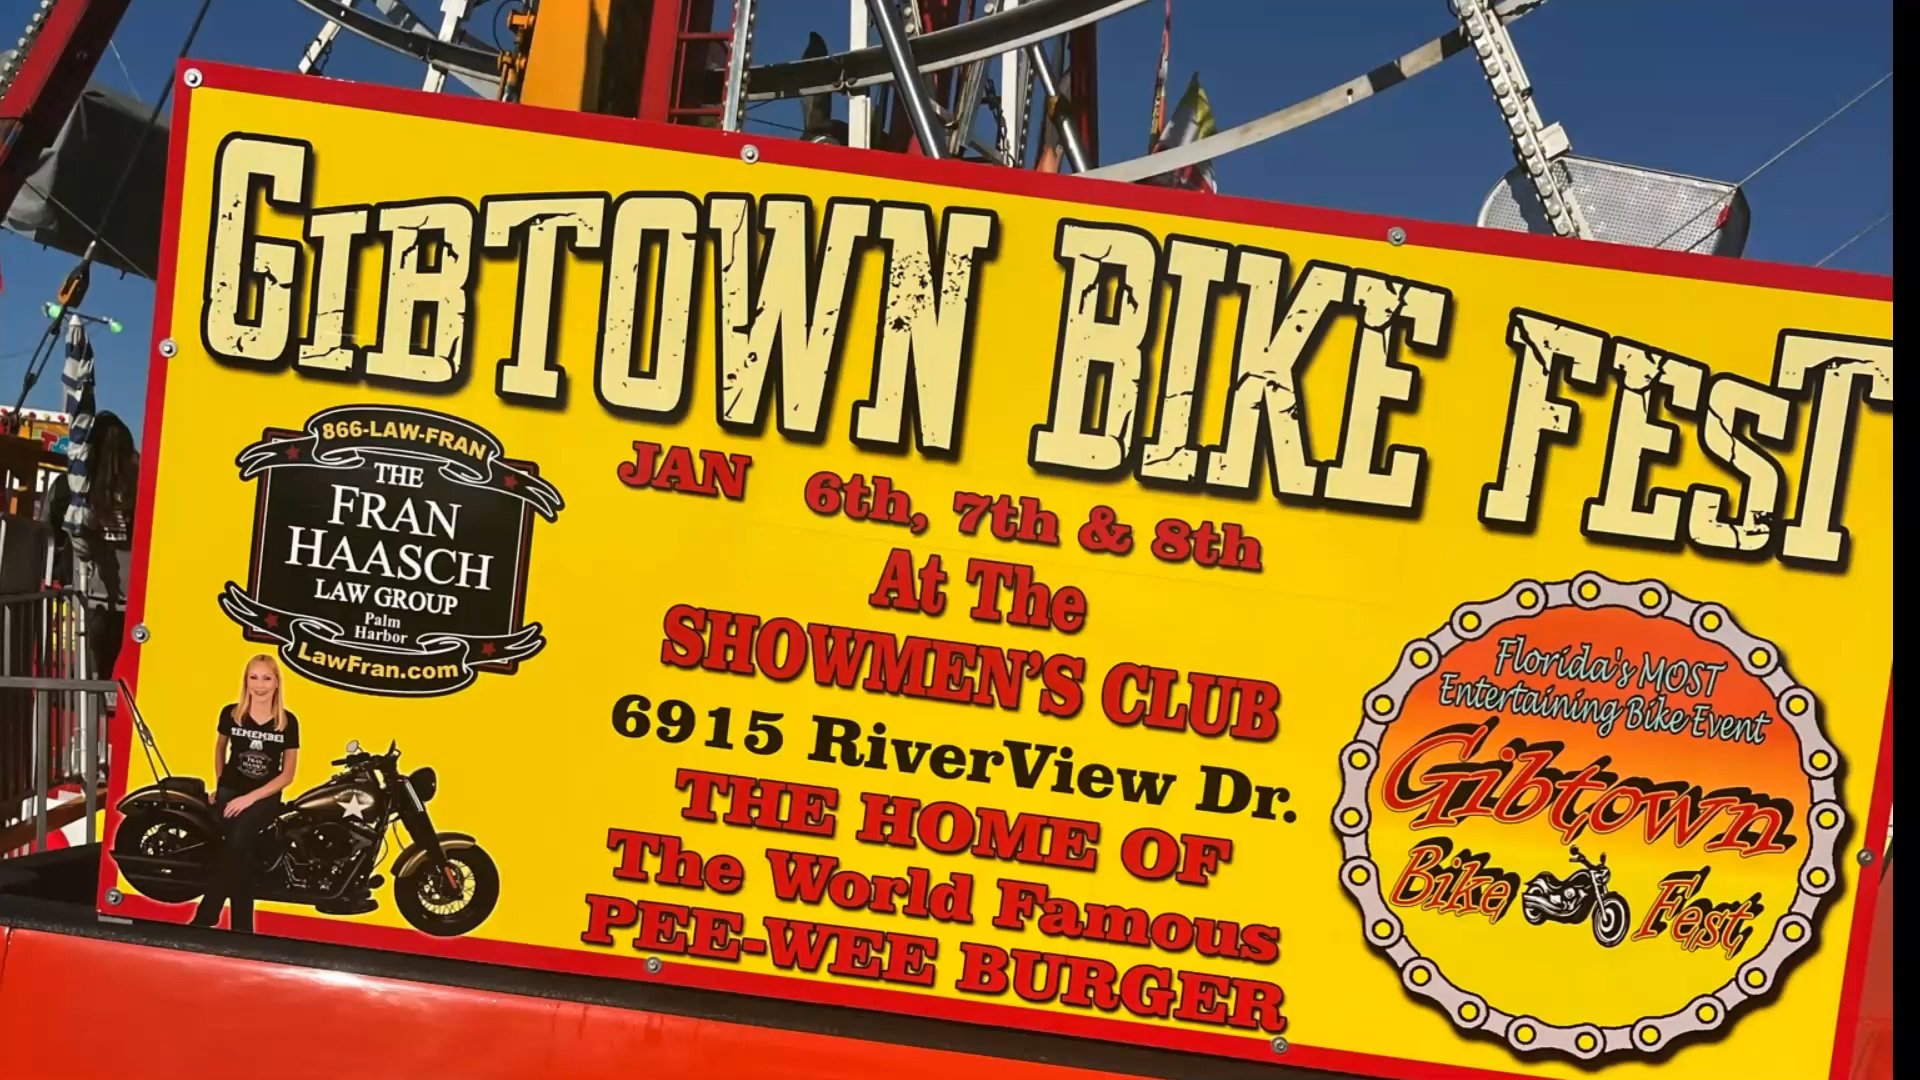 GIBTOWN BIKE FEST
866-LAW-FRAN
THE
FRAN
HAASCH
LAW GROUP
Palm
Harbor
LawFran.com
JAN 6th, 7th & 8th
At The
SHOWMEN'S CLUB
6915 RiverView Dr.
THE HOME OF
The World Famous
PEE-WEE BURGER
Florida's MOST
Entertaining Bike Event
Gibtown
Bike Fest
REMEMBER